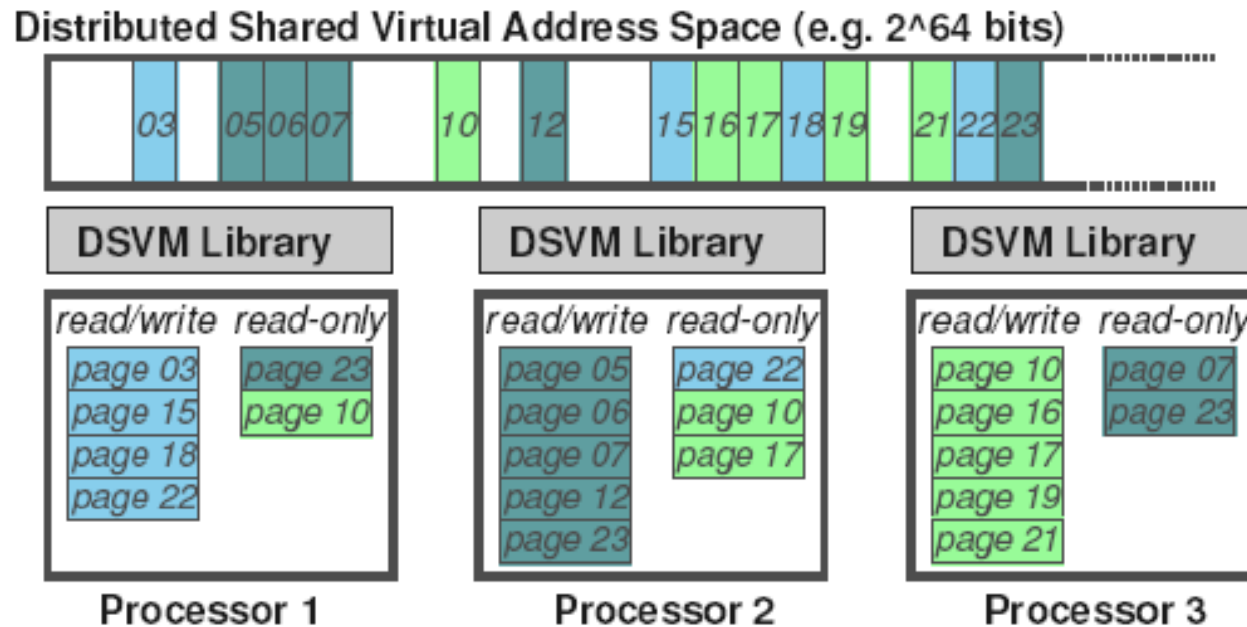 Distributed Shared Virtual Address Space (e.g. 2^64 bits)
03 05 06 07 10 12 15 16 17 18 19 21 22 23
DSVM Library DSVM Library DSVM Library
read/write read-only read/write read-only read/write read-only
page 03 page 23 page 05 page 22 page 10 page 07
page 15 page 10 page 06 page 10 page 16 page 23
page 18 page 07 page 17 page 17
page 22 page 12 page 19
page 23 page 21
Processor 1 Processor 2 Processor 3